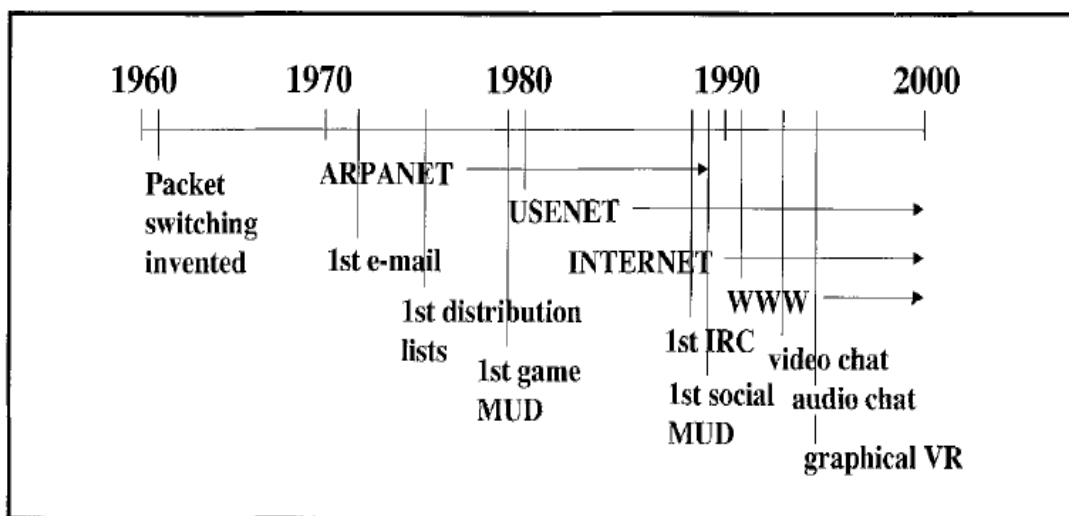 1960 1970 1980 1990 2000
Packet
switching
invented
ARPANET
1st e-mail
1st distribution
lists
USENET
1st game
MUD
INTERNET
1st IRC
1st social
MUD
WWW
video chat
audio chat
graphical VR